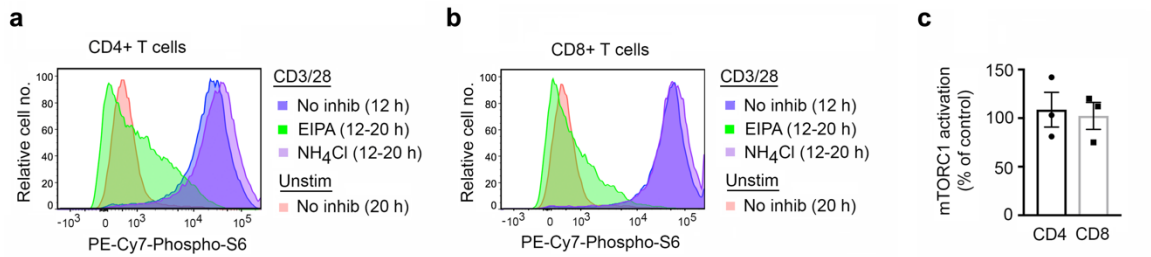 a
CD4+ T cells
Relative cell no.
100
80
60
40
20
0
-10³ 0 10³ 10⁴ 10⁵
PE-Cy7-Phospho-S6
CD3/28
No inhib (12 h)
EIPA (12-20 h)
NH₄Cl (12-20 h)
Unstim
No inhib (20 h)
b
CD8+ T cells
Relative cell no.
100
80
60
40
20
0
-10³ 0 10³ 10⁴ 10⁵
PE-Cy7-Phospho-S6
CD3/28
No inhib (12 h)
EIPA (12-20 h)
NH₄Cl (12-20 h)
Unstim
No inhib (20 h)
c
mTORC1 activation
(% of control)
150
100
50
0
CD4 CD8